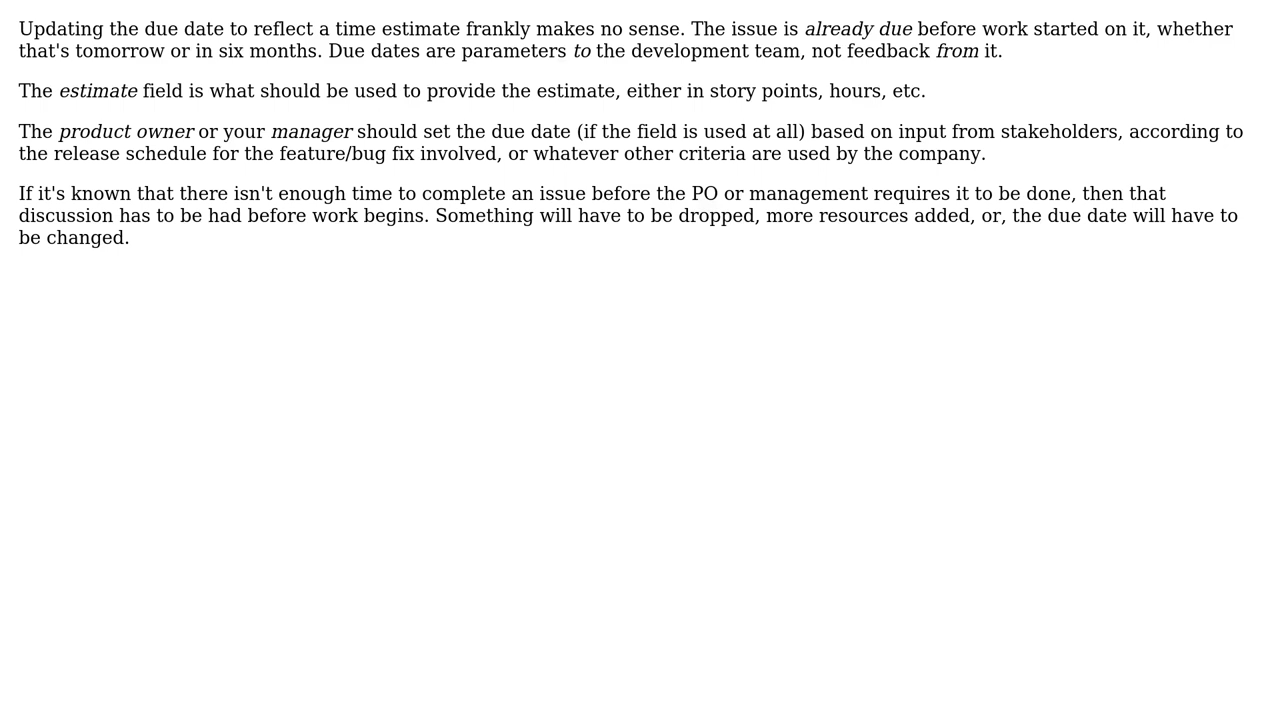 Updating the due date to reflect a time estimate frankly makes no sense. The issue is already due before work started on it, whether
that's tomorrow or in six months. Due dates are parameters to the development team, not feedback from it.
The estimate field is what should be used to provide the estimate, either in story points, hours, etc.
The product owner or your manager should set the due date (if the field is used at all) based on input from stakeholders, according to
the release schedule for the feature/bug fix involved, or whatever other criteria are used by the company.
If it's known that there isn't enough time to complete an issue before the PO or management requires it to be done, then that
discussion has to be had before work begins. Something will have to be dropped, more resources added, or, the due date will have to
be changed.